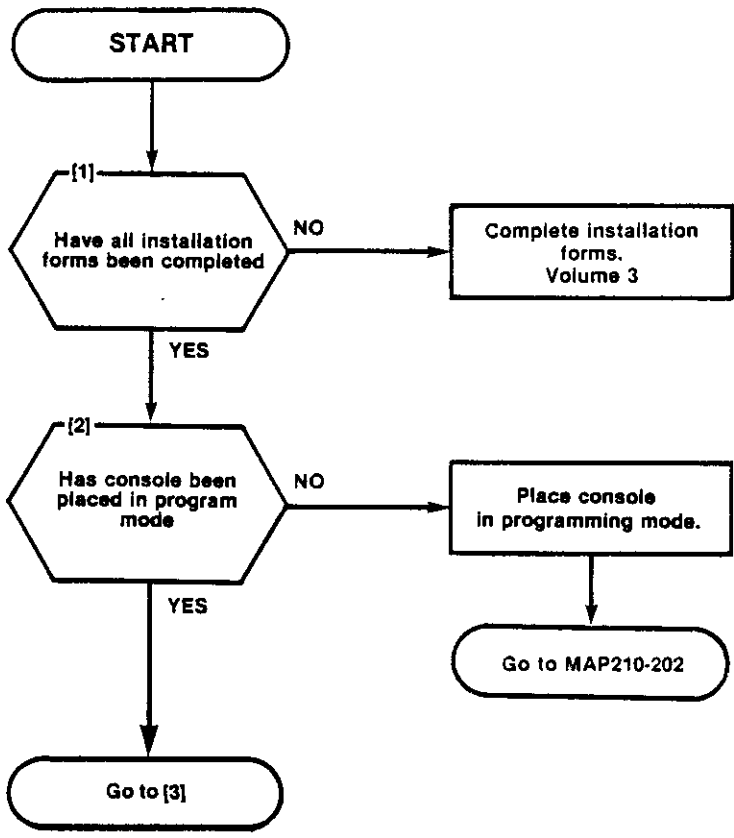 START
[1]
Have all installation
forms been completed
NO
Complete installation
forms.
Volume 3
YES
[2]
Has console been
placed in program
mode
NO
Place console
in programming mode.
YES
Go to MAP210-202
Go to [3]